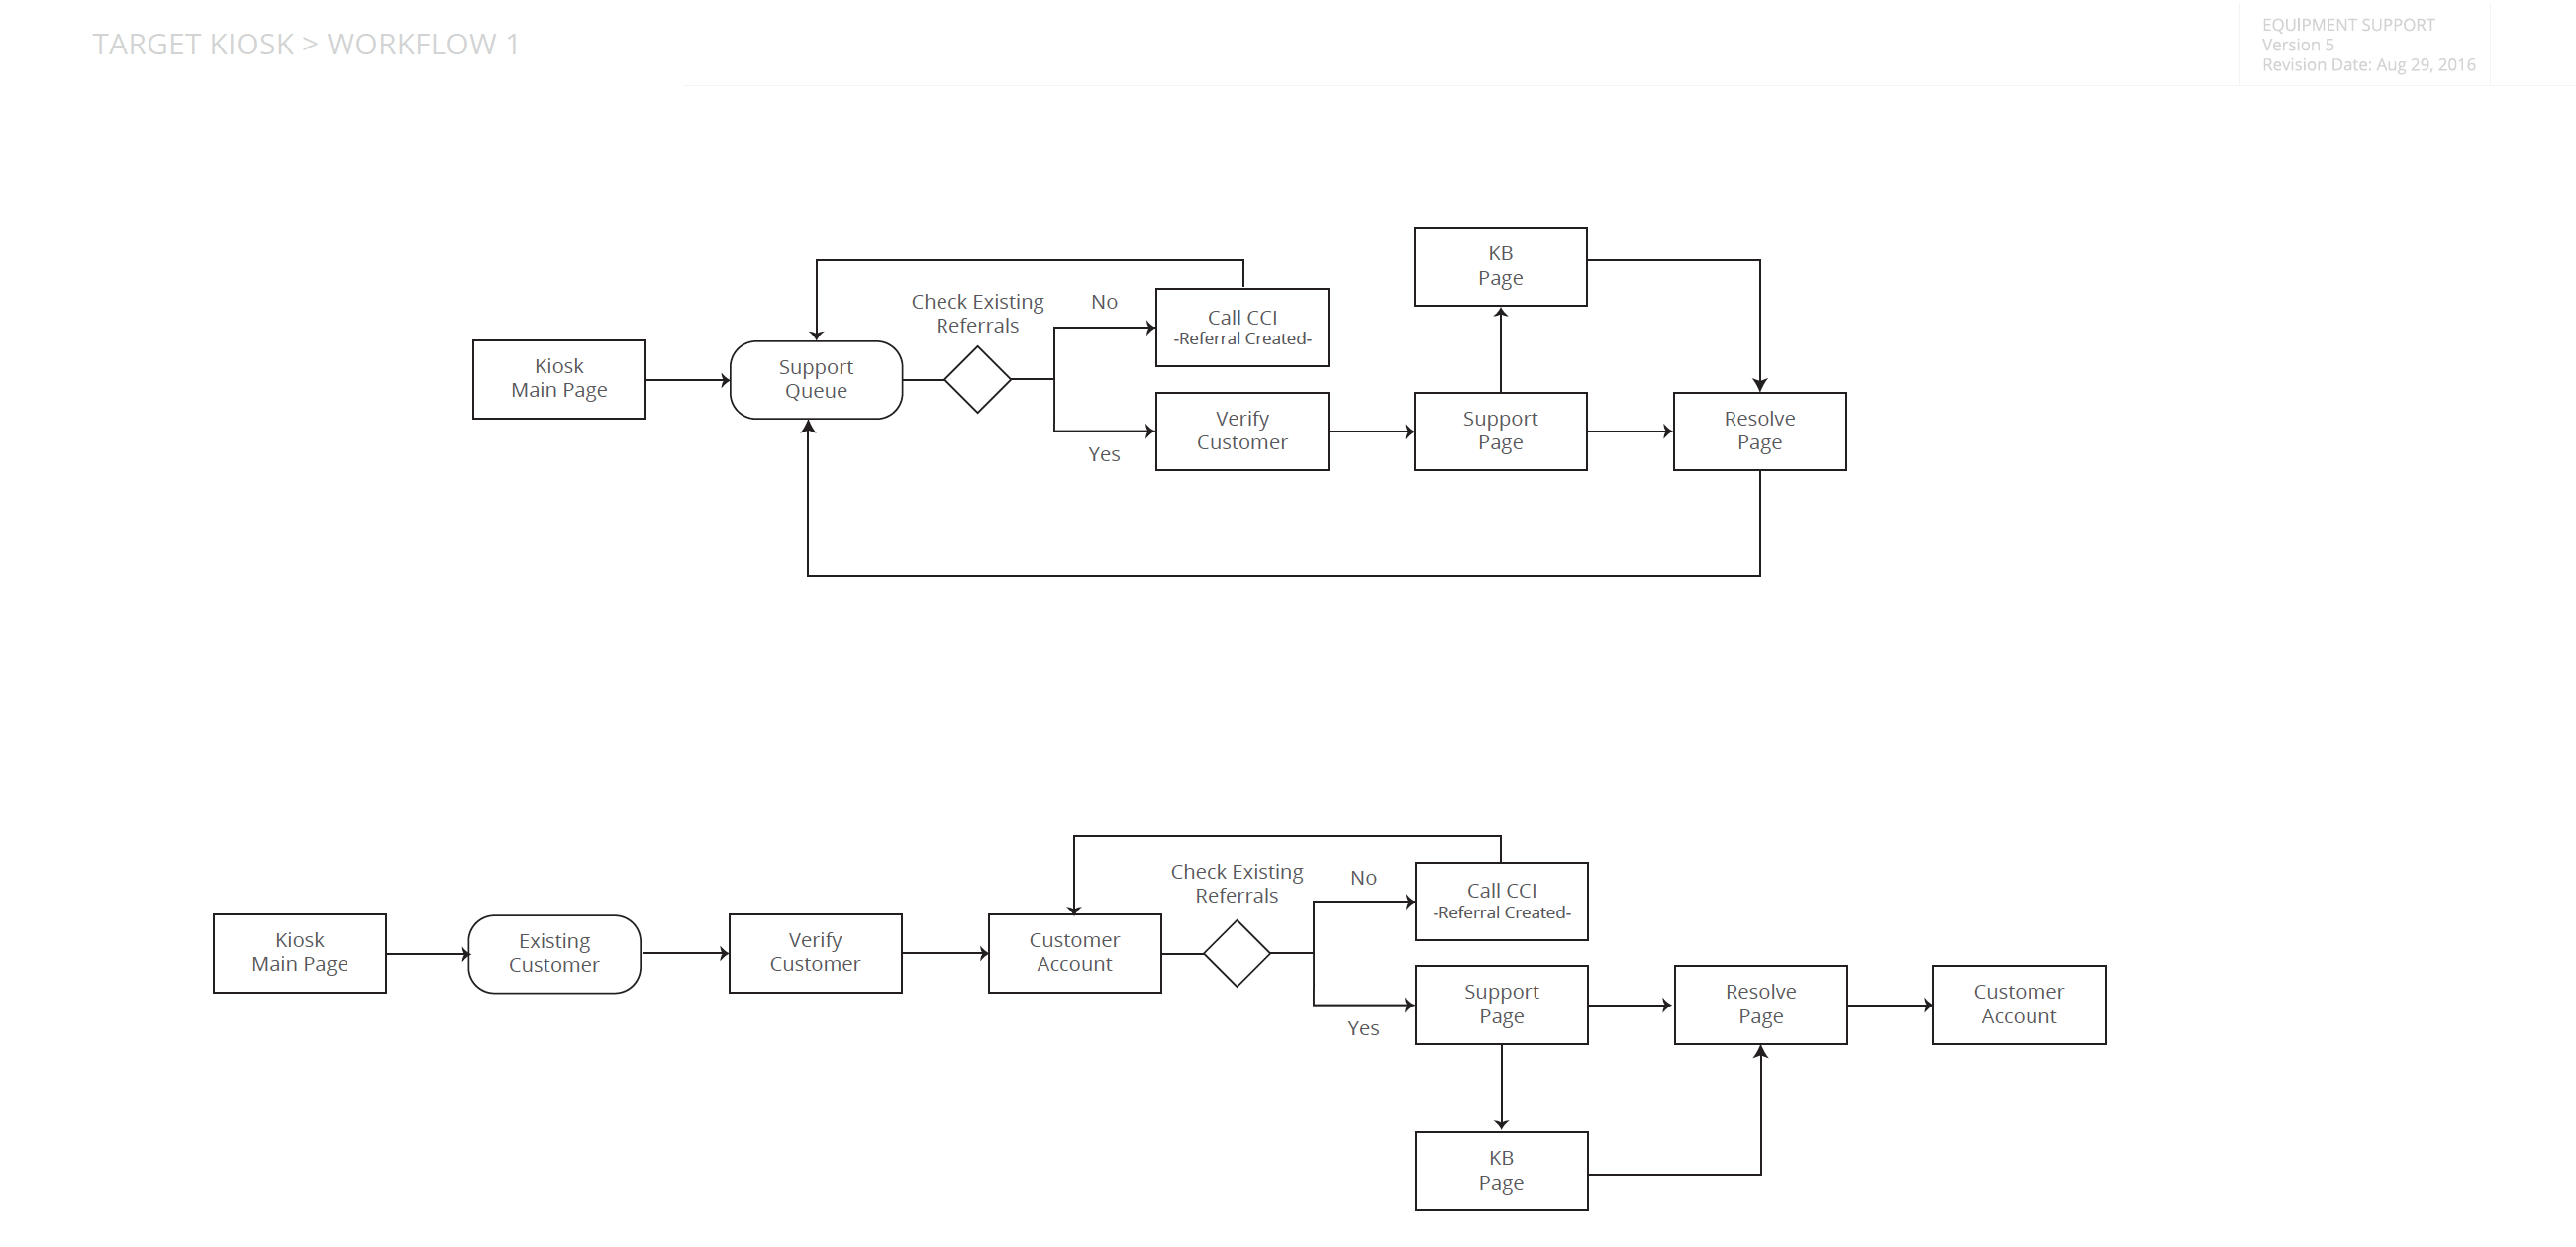 TARGET KIOSK > WORKFLOW 1
EQUIPMENT SUPPORT
Version 5
Revision Date: Aug 29, 2016
KB
Page
Check Existing
Referrals
No
Call CCI
-Referral Created-
Kiosk
Main Page
Support
Queue
Yes
Verify
Customer
Support
Page
Resolve
Page
Check Existing
Referrals
No
Call CCI
-Referral Created-
Kiosk
Main Page
Existing
Customer
Verify
Customer
Customer
Account
Yes
Support
Page
Resolve
Page
Customer
Account
KB
Page